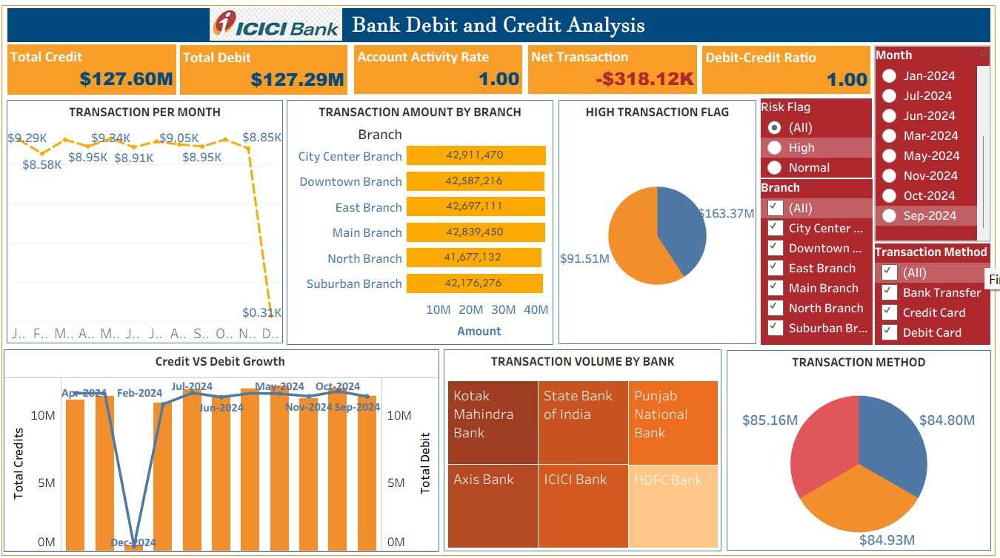 ICICI Bank
Bank Debit and Credit Analysis
Total Credit
$127.60M
Total Debit
$127.29M
Account Activity Rate
1.00
Net Transaction
-$318.12K
Debit-Credit Ratio
1.00
Month
Jan-2024
Jul-2024
Jun-2024
Mar-2024
May-2024
Nov-2024
Oct-2024
Sep-2024
TRANSACTION PER MONTH
$9.29K
$9.34K
$9.05K
$8.85K
$8.58K
$8.95K
$8.91K
$8.95K
$0.31K
J.. F.. M.. A.. M.. J.. J.. A.. S.. O.. N.. D..
TRANSACTION AMOUNT BY BRANCH
Branch
City Center Branch 42,911,470
Downtown Branch 42,587,216
East Branch 42,697,111
Main Branch 42,839,450
North Branch 41,677,132
Suburban Branch 42,176,276
10M 20M 30M 40M
Amount
HIGH TRANSACTION FLAG
$163.37M
$91.51M
Risk Flag
(All)
High
Normal
Branch
(All)
City Center ...
Downtown ...
East Branch
Main Branch
North Branch
Suburban Br...
Transaction Method
(All)
Bank Transfer
Credit Card
Debit Card
Fi
Credit VS Debit Growth
Total Credits
10M
5M
0M
Apr-2024
Feb-2024
Jul-2024
Jun-2024
May-2024
Nov-2024
Oct-2024
Sep-2024
Dec-2024
10M
5M
0M
Total Debit
TRANSACTION VOLUME BY BANK
Kotak
Mahindra
Bank
State Bank
of India
Punjab
National
Bank
Axis Bank
ICICI Bank
HDFC Bank
TRANSACTION METHOD
$85.16M
$84.80M
$84.93M